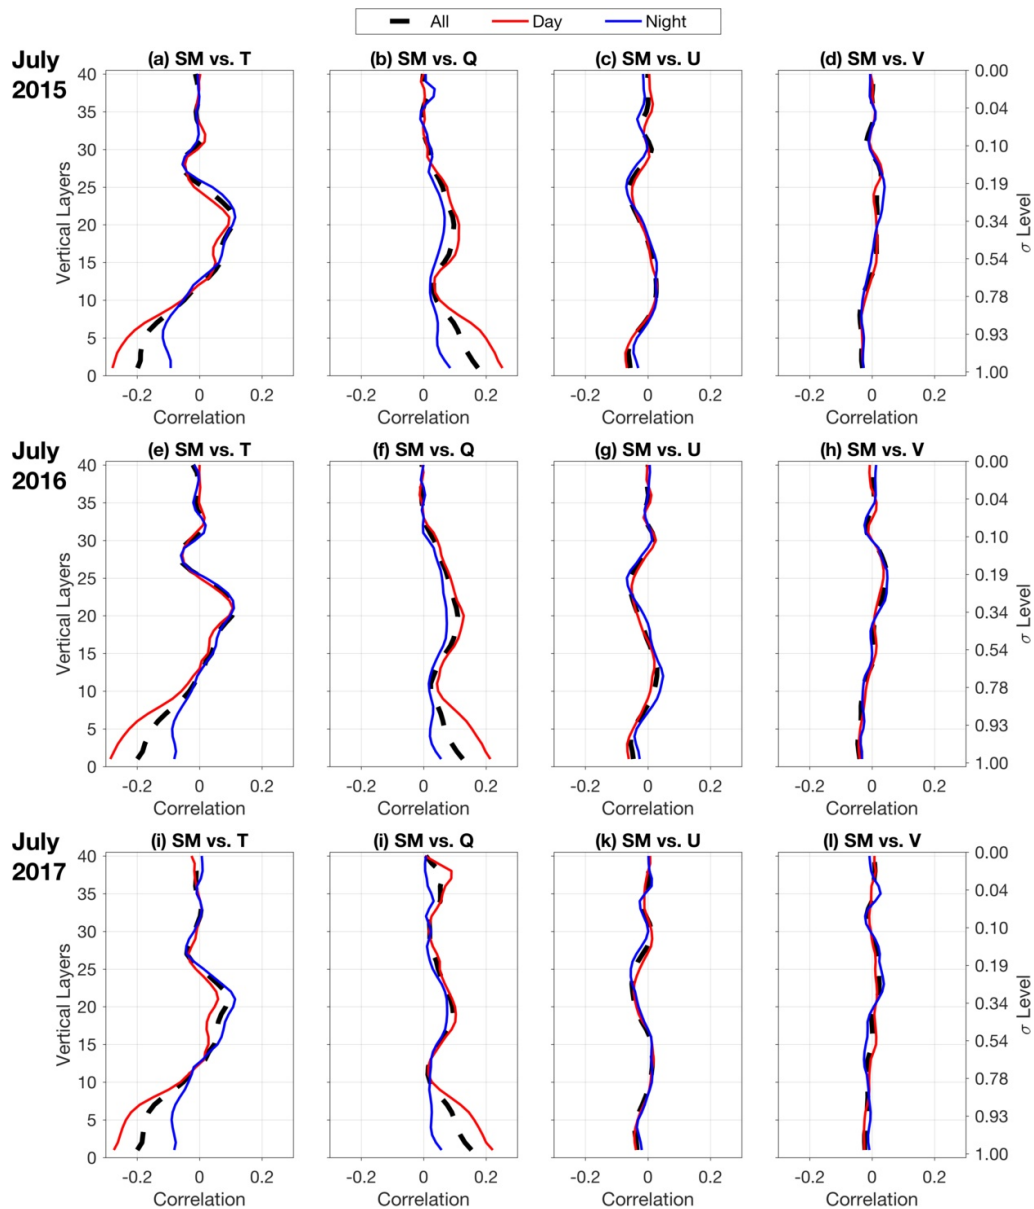 All Day Night
July 2015
(a) SM vs. T (b) SM vs. Q (c) SM vs. U (d) SM vs. V
40 35 30 25 20 15 10 5 0
Vertical Layers
0.00 0.04 0.10 0.19 0.34 0.54 0.78 0.93 1.00
σ Level
-0.2 0 0.2 -0.2 0 0.2 -0.2 0 0.2 -0.2 0 0.2
Correlation Correlation Correlation Correlation
July 2016
(e) SM vs. T (f) SM vs. Q (g) SM vs. U (h) SM vs. V
40 35 30 25 20 15 10 5 0
Vertical Layers
0.00 0.04 0.10 0.19 0.34 0.54 0.78 0.93 1.00
σ Level
-0.2 0 0.2 -0.2 0 0.2 -0.2 0 0.2 -0.2 0 0.2
Correlation Correlation Correlation Correlation
July 2017
(i) SM vs. T (i) SM vs. Q (k) SM vs. U (l) SM vs. V
40 35 30 25 20 15 10 5 0
Vertical Layers
0.00 0.04 0.10 0.19 0.34 0.54 0.78 0.93 1.00
σ Level
-0.2 0 0.2 -0.2 0 0.2 -0.2 0 0.2 -0.2 0 0.2
Correlation Correlation Correlation Correlation